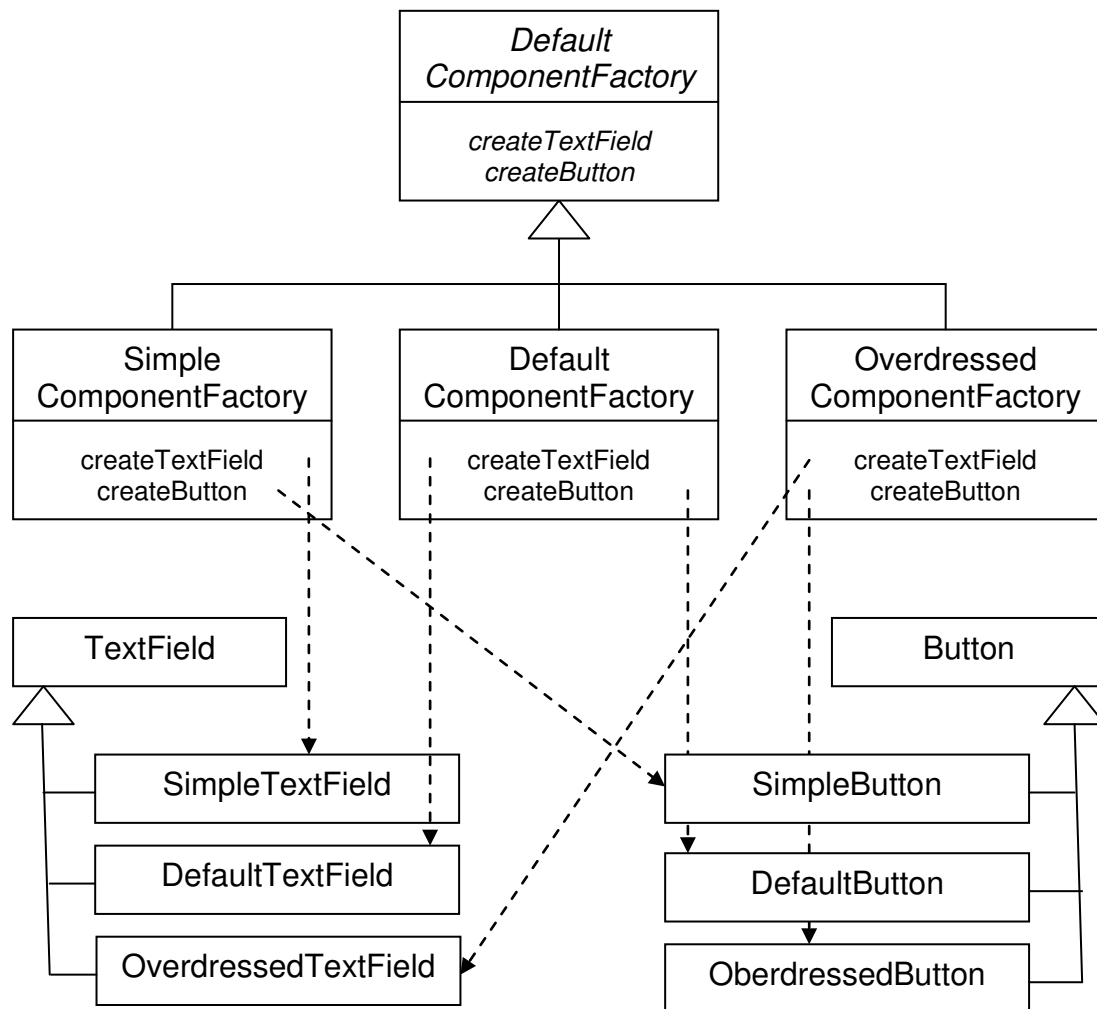 Default
ComponentFactory
createTextField
createButton
Simple
ComponentFactory
createTextField
createButton
Default
ComponentFactory
createTextField
createButton
Overdressed
ComponentFactory
createTextField
createButton
TextField
Button
SimpleTextField
SimpleButton
DefaultTextField
DefaultButton
OverdressedTextField
OberdressedButton